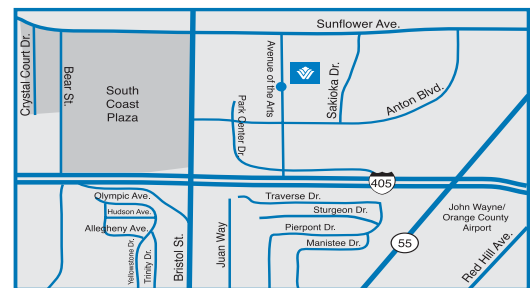 Sunflower Ave.
Crystal Court Dr.
Bear St.
South
Coast
Plaza
Avenue of the Arts
Park Center Dr.
Sakioka Dr.
Anton Blvd.
405
Olympic Ave.
Hudson Ave.
Allegheny Ave.
Yellowstone Dr.
Trinity Dr.
Bristol St.
Juan Way
Traverse Dr.
Sturgeon Dr.
Pierpont Dr.
Manistee Dr.
55
John Wayne/
Orange County
Airport
Red Hill Ave.